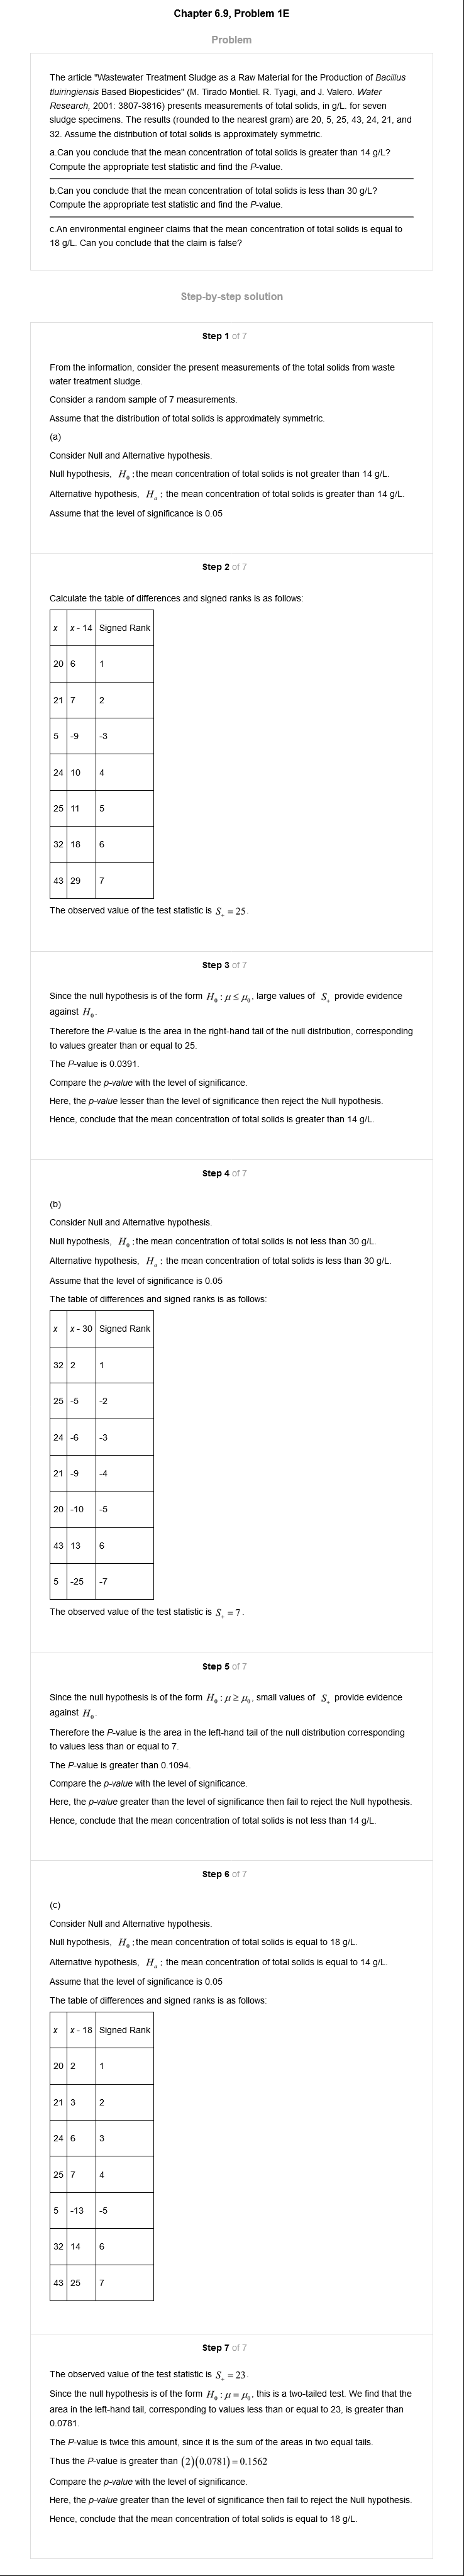 Chapter 6.9, Problem 1E
Problem
The article "Wastewater Treatment Sludge as a Raw Material for the Production of Bacillus
tluiringiensis Based Biopesticides" (M. Tirado Montiel. R. Tyagi, and J. Valero. Water
Research, 2001: 3807-3816) presents measurements of total solids, in g/L. for seven
sludge specimens. The results (rounded to the nearest gram) are 20, 5, 25, 43, 24, 21, and
32. Assume the distribution of total solids is approximately symmetric.
a.Can you conclude that the mean concentration of total solids is greater than 14 g/L?
Compute the appropriate test statistic and find the P-value.
b.Can you conclude that the mean concentration of total solids is less than 30 g/L?
Compute the appropriate test statistic and find the P-value.
c.An environmental engineer claims that the mean concentration of total solids is equal to
18 g/L. Can you conclude that the claim is false?
Step-by-step solution
Step 1 of 7
From the information, consider the present measurements of the total solids from waste
water treatment sludge.
Consider a random sample of 7 measurements.
Assume that the distribution of total solids is approximately symmetric.
(a)
Consider Null and Alternative hypothesis.
Null hypothesis, H₀ : the mean concentration of total solids is not greater than 14 g/L.
Alternative hypothesis, Hₐ : the mean concentration of total solids is greater than 14 g/L.
Assume that the level of significance is 0.05
Step 2 of 7
Calculate the table of differences and signed ranks is as follows:
x x - 14 Signed Rank
20 6 1
21 7 2
5 -9 -3
24 10 4
25 11 5
32 18 6
43 29 7
The observed value of the test statistic is S₊ = 25.
Step 3 of 7
Since the null hypothesis is of the form H₀ : μ ≤ μ₀, large values of S₊ provide evidence
against H₀.
Therefore the P-value is the area in the right-hand tail of the null distribution, corresponding
to values greater than or equal to 25.
The P-value is 0.0391.
Compare the p-value with the level of significance.
Here, the p-value lesser than the level of significance then reject the Null hypothesis.
Hence, conclude that the mean concentration of total solids is greater than 14 g/L.
Step 4 of 7
(b)
Consider Null and Alternative hypothesis.
Null hypothesis, H₀ : the mean concentration of total solids is not less than 30 g/L.
Alternative hypothesis, Hₐ : the mean concentration of total solids is less than 30 g/L.
Assume that the level of significance is 0.05
The table of differences and signed ranks is as follows:
x x - 30 Signed Rank
32 2 1
25 -5 -2
24 -6 -3
21 -9 -4
20 -10 -5
43 13 6
5 -25 -7
The observed value of the test statistic is S₊ = 7.
Step 5 of 7
Since the null hypothesis is of the form H₀ : μ ≥ μ₀, small values of S₊ provide evidence
against H₀.
Therefore the P-value is the area in the left-hand tail of the null distribution corresponding
to values less than or equal to 7.
The P-value is greater than 0.1094.
Compare the p-value with the level of significance.
Here, the p-value greater than the level of significance then fail to reject the Null hypothesis.
Hence, conclude that the mean concentration of total solids is not less than 14 g/L.
Step 6 of 7
(c)
Consider Null and Alternative hypothesis.
Null hypothesis, H₀ : the mean concentration of total solids is equal to 18 g/L.
Alternative hypothesis, Hₐ : the mean concentration of total solids is equal to 14 g/L.
Assume that the level of significance is 0.05
The table of differences and signed ranks is as follows:
x x - 18 Signed Rank
20 2 1
21 3 2
24 6 3
25 7 4
5 -13 -5
32 14 6
43 25 7
Step 7 of 7
The observed value of the test statistic is S₊ = 23.
Since the null hypothesis is of the form H₀ : μ = μ₀, this is a two-tailed test. We find that the
area in the left-hand tail, corresponding to values less than or equal to 23, is greater than
0.0781.
The P-value is twice this amount, since it is the sum of the areas in two equal tails.
Thus the P-value is greater than (2)(0.0781) = 0.1562
Compare the p-value with the level of significance.
Here, the p-value greater than the level of significance then fail to reject the Null hypothesis.
Hence, conclude that the mean concentration of total solids is equal to 18 g/L.